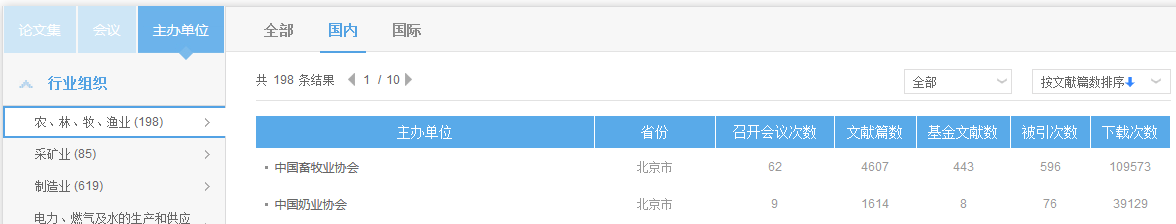 论文集 会议 主办单位
全部 国内 国际
行业组织
共 198 条结果 1 / 10
全部 按文献篇数排序
农、林、牧、渔业 (198)
采矿业 (85)
制造业 (619)
电力、燃气及水的生产和供应
主办单位 省份 召开会议次数 文献篇数 基金文献数 被引次数 下载次数
中国畜牧业协会 北京市 62 4607 443 596 109573
中国奶业协会 北京市 9 1614 8 76 39129